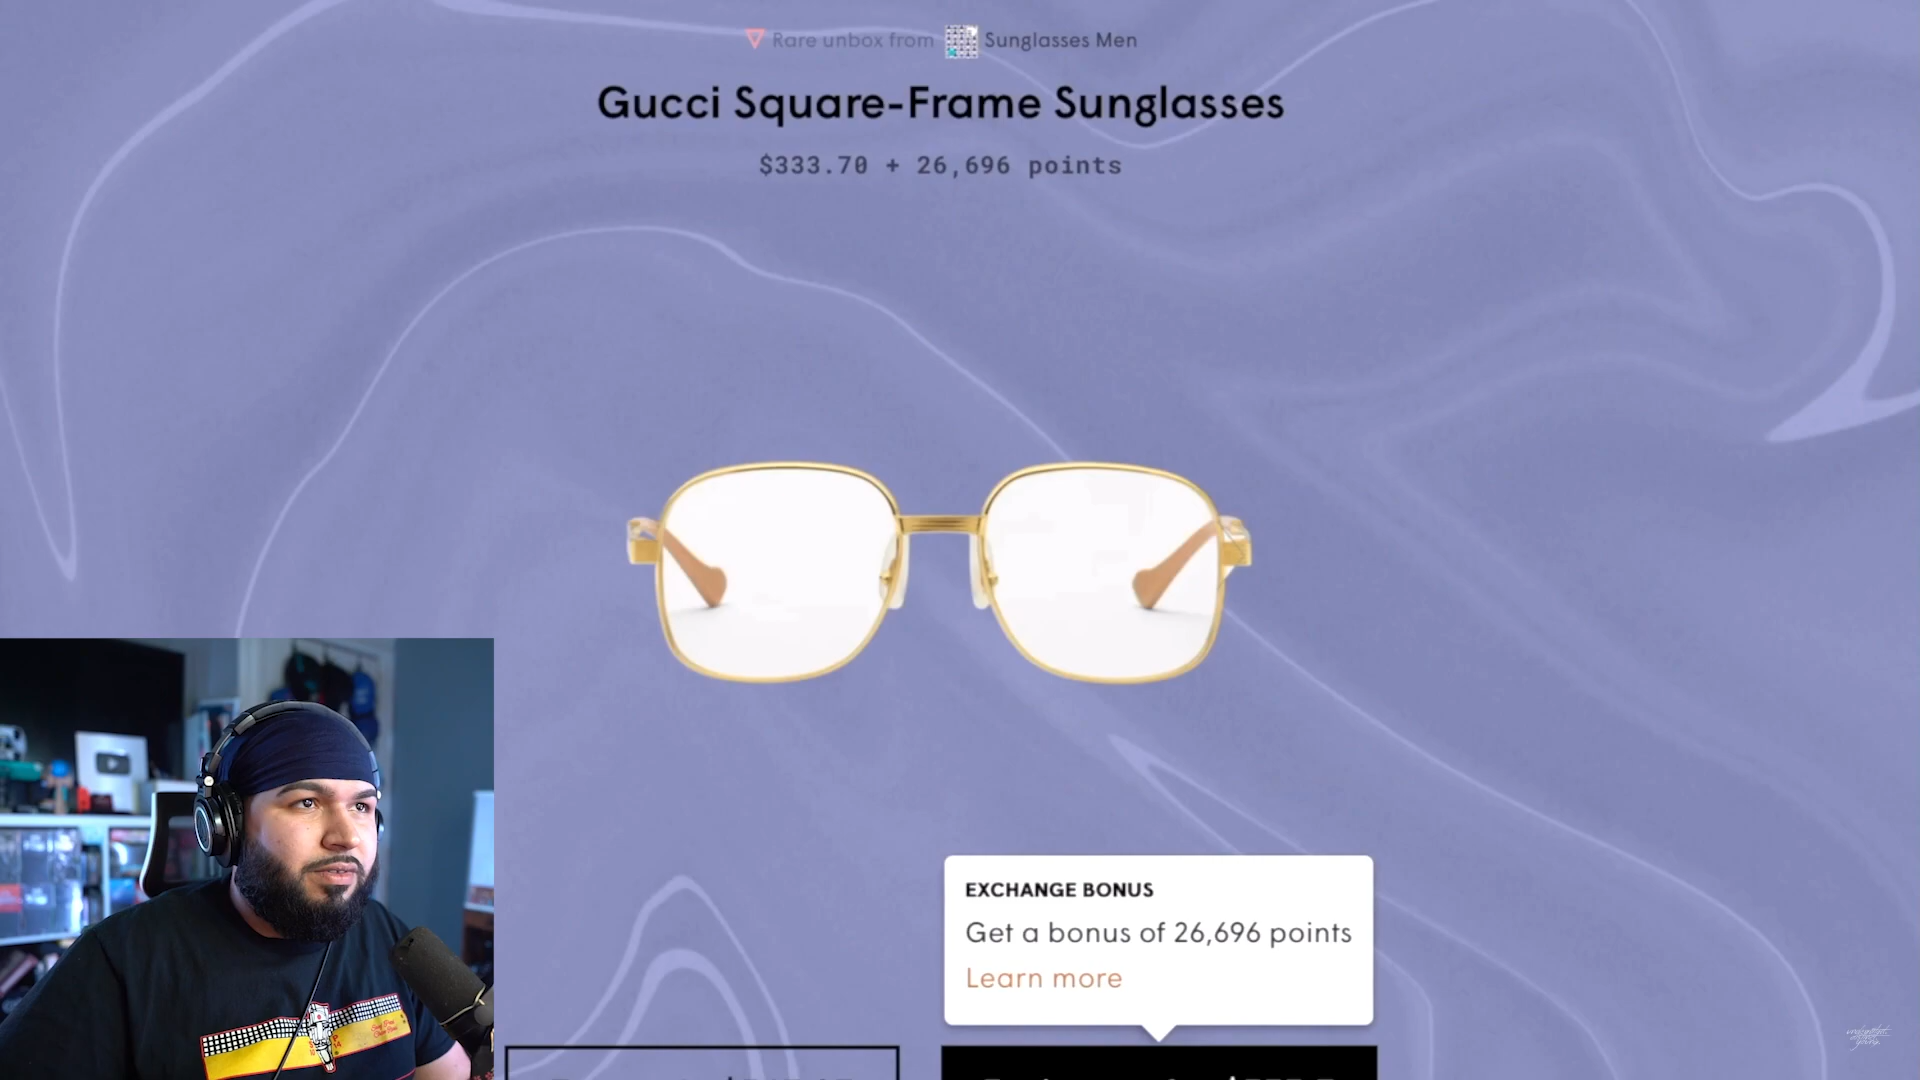 Rare unbox from Sunglasses Men
Gucci Square-Frame Sunglasses
$333.70 + 26,696 points
EXCHANGE BONUS
Get a bonus of 26,696 points
Learn more